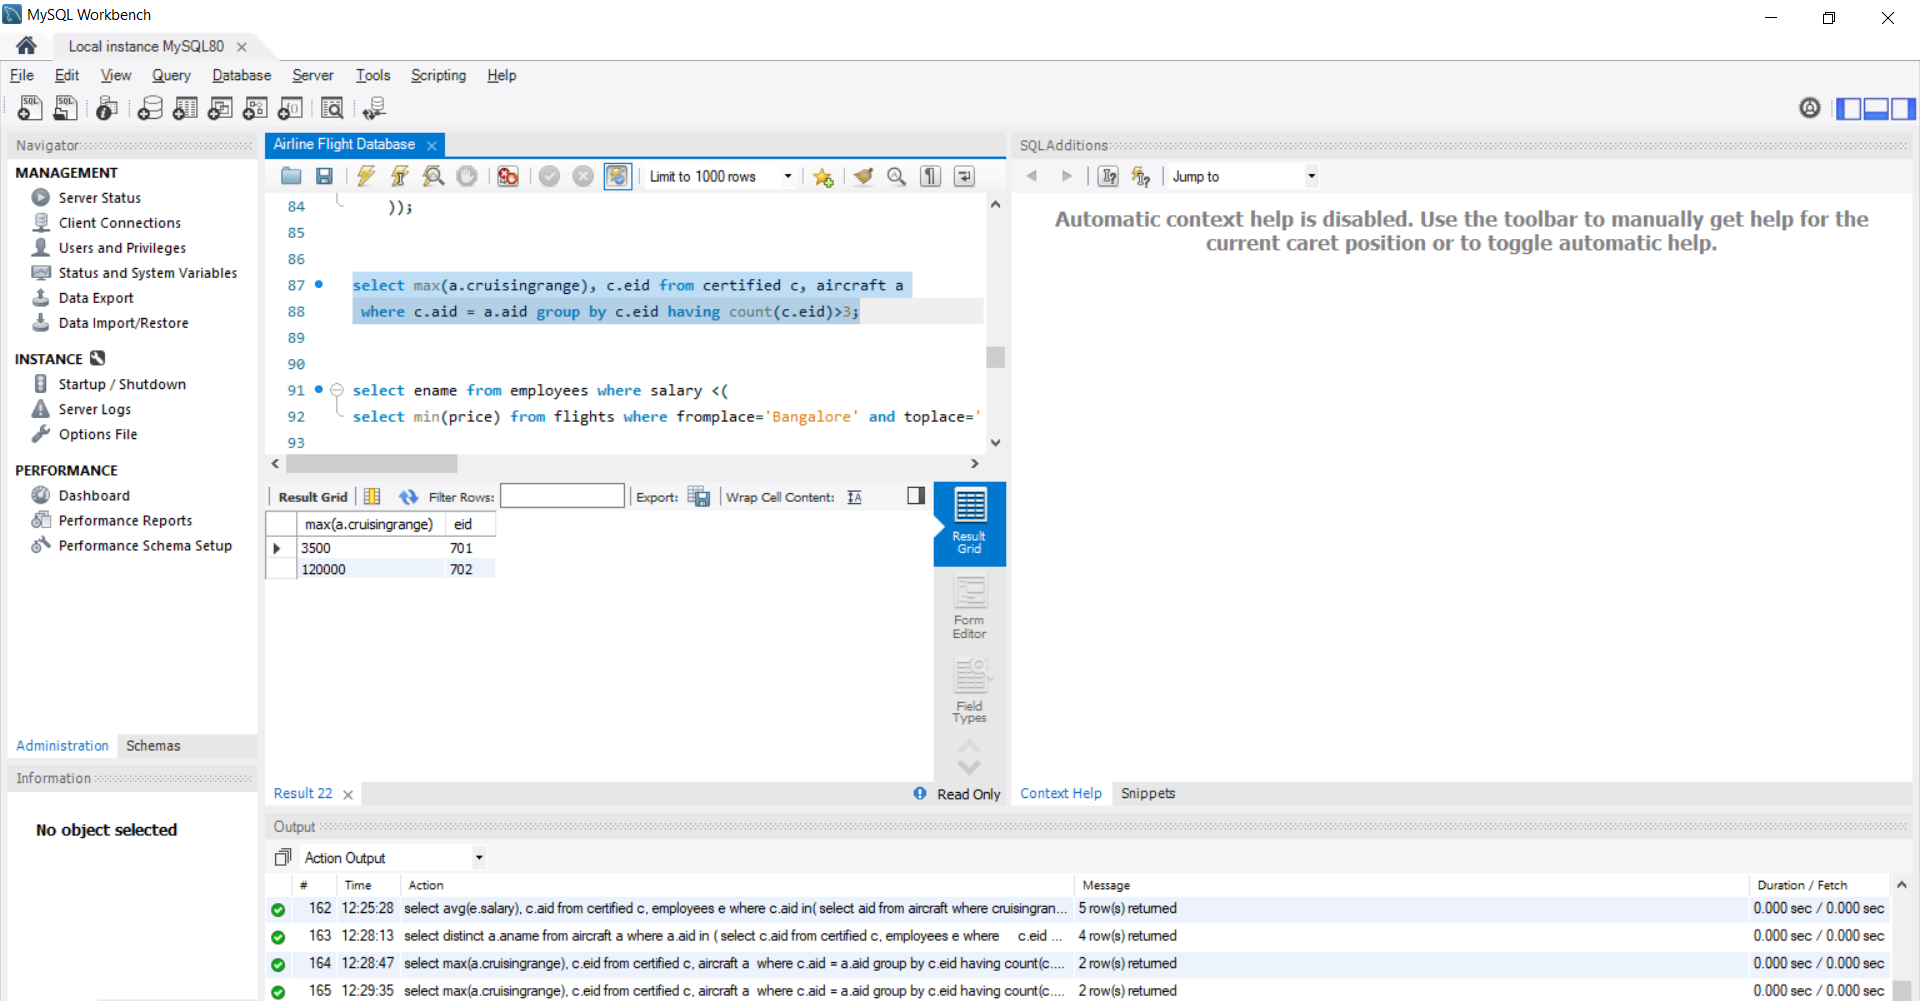 MySQL Workbench
Local instance MySQL80
File Edit View Query Database Server Tools Scripting Help
Navigator
MANAGEMENT
Server Status
Client Connections
Users and Privileges
Status and System Variables
Data Export
Data Import/Restore
INSTANCE
Startup / Shutdown
Server Logs
Options File
PERFORMANCE
Dashboard
Performance Reports
Performance Schema Setup
Administration Schemas
Information
No object selected
Airline Flight Database
Limit to 1000 rows
84 ));
85
86
87 select max(a.cruisingrange), c.eid from certified c, aircraft a
88 where c.aid = a.aid group by c.eid having count(c.eid)>3;
89
90
91 select ename from employees where salary <(
92 select min(price) from flights where fromplace='Bangalore' and toplace='
93
Result Grid Filter Rows: Export: Wrap Cell Content:
max(a.cruisingrange) eid
3500 701
120000 702
Result
Grid
Form
Editor
Field
Types
Result 22 Read Only
SQLAdditions
Jump to
Automatic context help is disabled. Use the toolbar to manually get help for the
current caret position or to toggle automatic help.
Context Help Snippets
Output
Action Output
# Time Action Message Duration / Fetch
162 12:25:28 select avg(e.salary), c.aid from certified c, employees e where c.aid in( select aid from aircraft where cruisingran... 5 row(s) returned 0.000 sec / 0.000 sec
163 12:28:13 select distinct a.aname from aircraft a where a.aid in ( select c.aid from certified c, employees e where c.eid ... 4 row(s) returned 0.000 sec / 0.000 sec
164 12:28:47 select max(a.cruisingrange), c.eid from certified c, aircraft a where c.aid = a.aid group by c.eid having count(c.... 2 row(s) returned 0.000 sec / 0.000 sec
165 12:29:35 select max(a.cruisingrange), c.eid from certified c, aircraft a where c.aid = a.aid group by c.eid having count(c.... 2 row(s) returned 0.000 sec / 0.000 sec